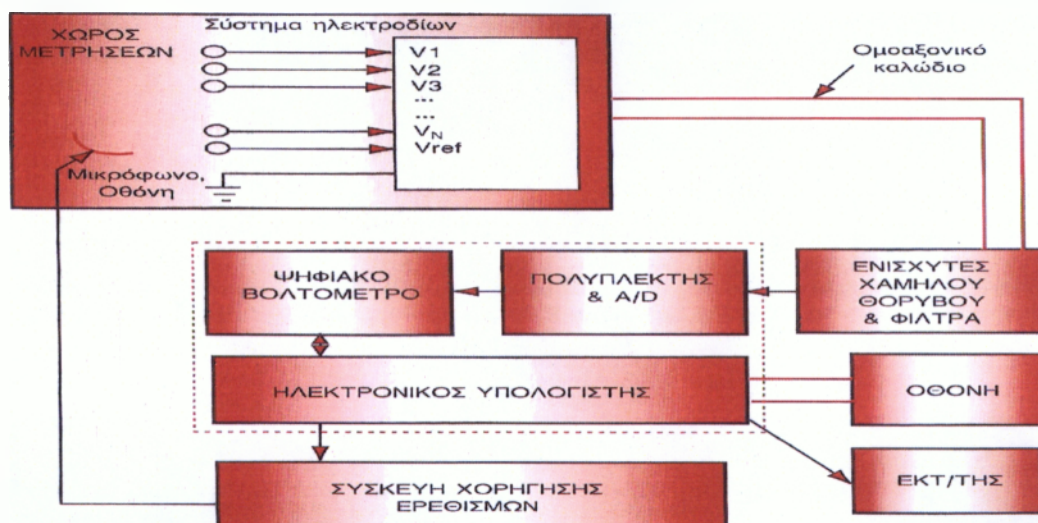 ΧΩΡΟΣ
ΜΕΤΡΗΣΕΩΝ
Σύστημα ηλεκτροδίων
V1
V2
V3
...
...
VN
Vref
Μικρόφωνο,
Οθόνη
Ομοαξονικό
καλώδιο
ΨΗΦΙΑΚΟ
ΒΟΛΤΟΜΕΤΡΟ
ΠΟΛΥΠΛΕΚΤΗΣ
& A/D
ΕΝΙΣΧΥΤΕΣ
ΧΑΜΗΛΟΥ
ΘΟΡΥΒΟΥ
& ΦΙΛΤΡΑ
ΗΛΕΚΤΡΟΝΙΚΟΣ ΥΠΟΛΟΓΙΣΤΗΣ
ΟΘΟΝΗ
ΕΚΤ/ΤΗΣ
ΣΥΣΚΕΥΗ ΧΟΡΗΓΗΣΗΣ
ΕΡΕΘΙΣΜΩΝ